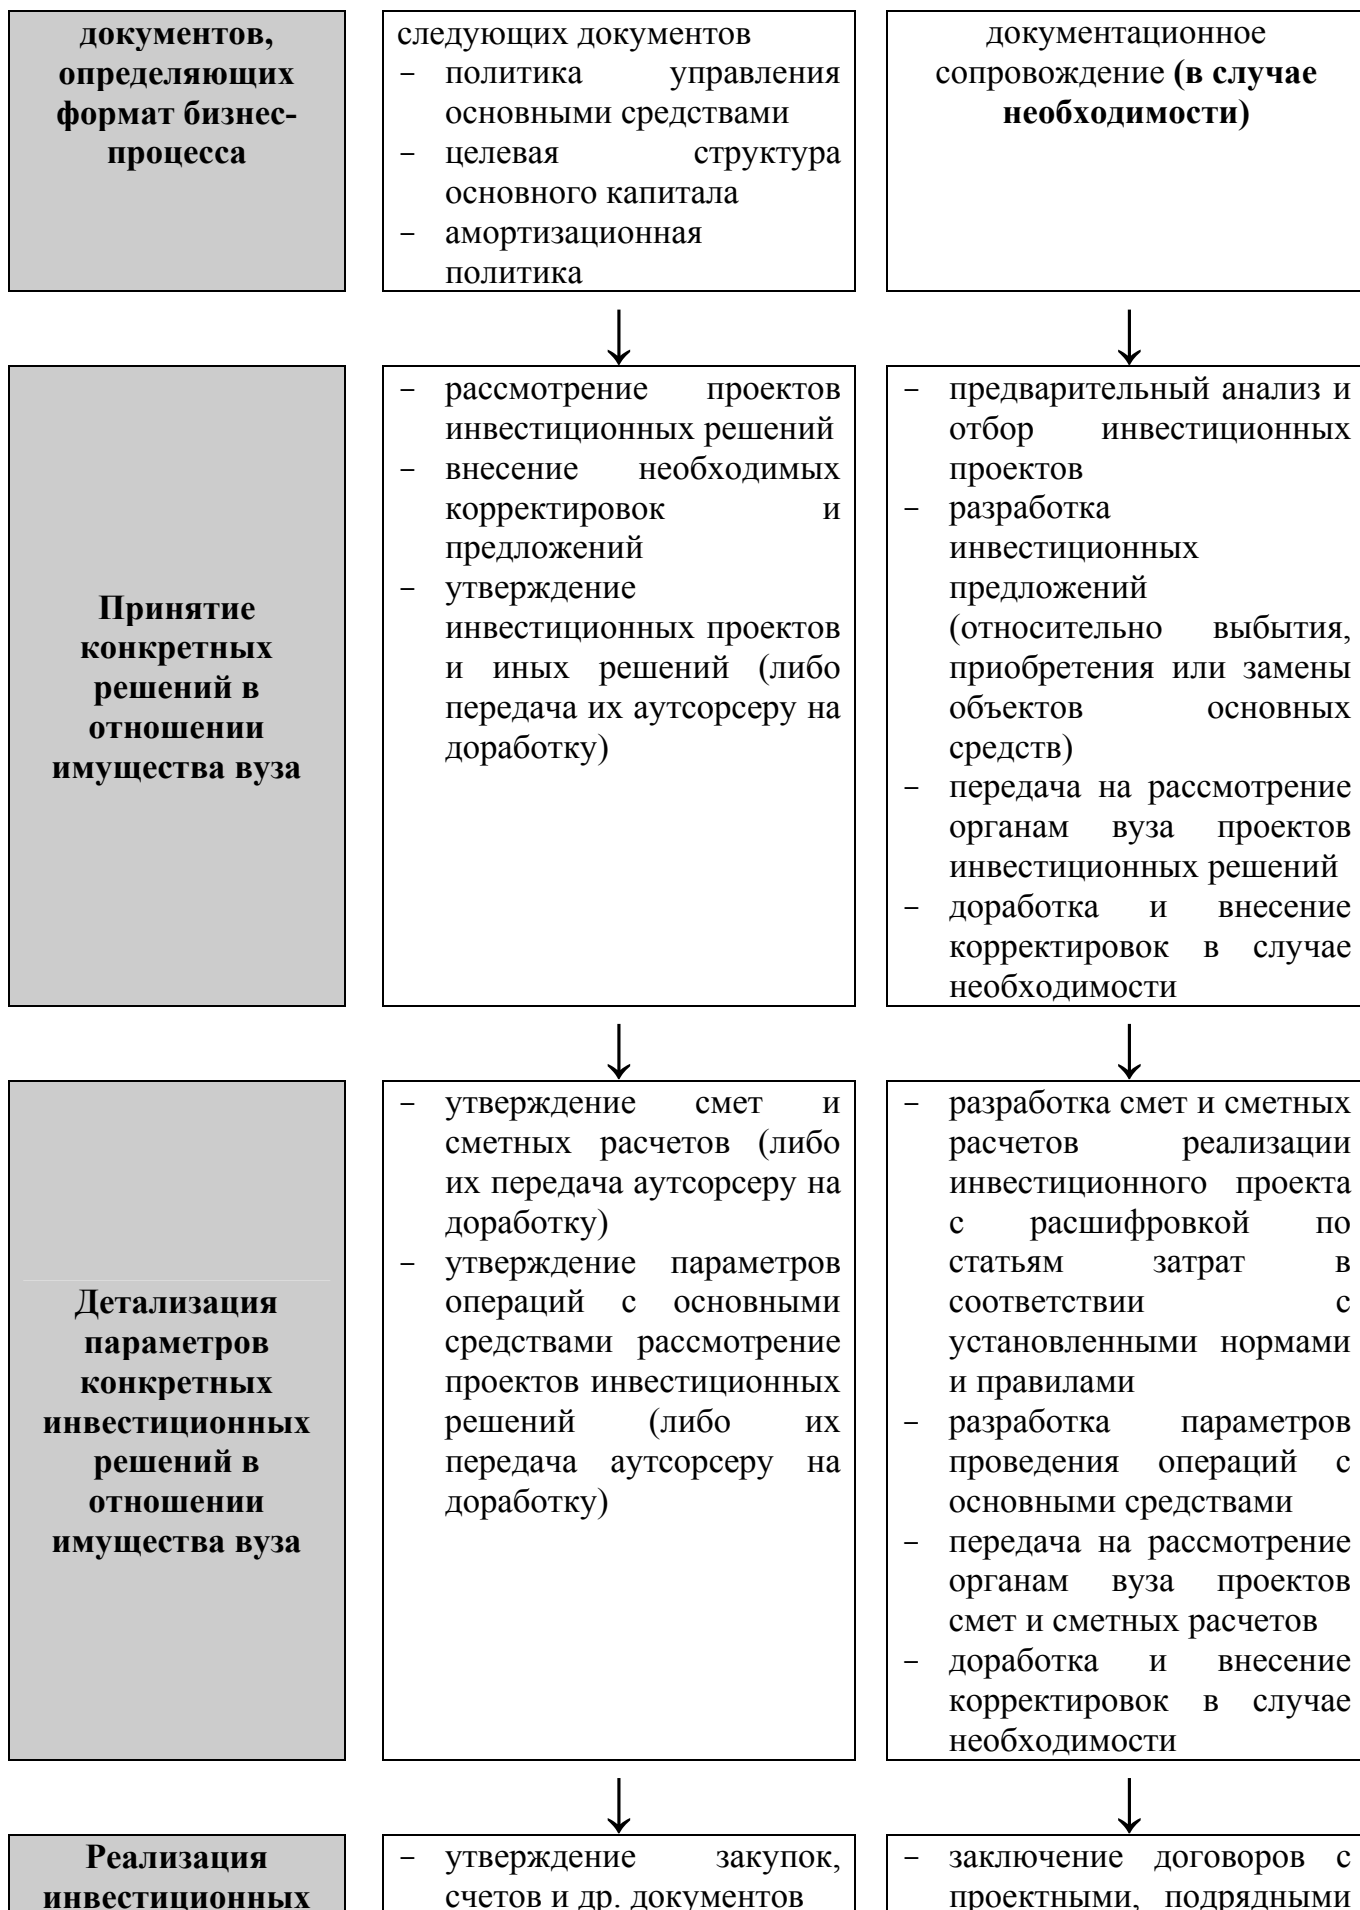 документов,
определяющих
формат бизнес-
процесса
следующих документов
- политика управления
основными средствами
- целевая структура
основного капитала
- амортизационная
политика
документационное
сопровождение (в случае
необходимости)
↓
↓
Принятие
конкретных
решений в
отношении
имущества вуза
- рассмотрение проектов
инвестиционных решений
- внесение необходимых
корректировок и
предложений
- утверждение
инвестиционных проектов
и иных решений (либо
передача их аутсорсеру на
доработку)
- предварительный анализ и
отбор инвестиционных
проектов
- разработка
инвестиционных
предложений
(относительно выбытия,
приобретения или замены
объектов основных
средств)
- передача на рассмотрение
органам вуза проектов
инвестиционных решений
- доработка и внесение
корректировок в случае
необходимости
↓
↓
Детализация
параметров
конкретных
инвестиционных
решений в
отношении
имущества вуза
- утверждение смет и
сметных расчетов (либо
их передача аутсорсеру на
доработку)
- утверждение параметров
операций с основными
средствами рассмотрение
проектов инвестиционных
решений (либо их
передача аутсорсеру на
доработку)
- разработка смет и сметных
расчетов реализации
инвестиционного проекта
с расшифровкой по
статьям затрат в
соответствии с
установленными нормами
и правилами
- разработка параметров
проведения операций с
основными средствами
- передача на рассмотрение
органам вуза проектов
смет и сметных расчетов
- доработка и внесение
корректировок в случае
необходимости
↓
↓
Реализация
инвестиционных
- утверждение закупок,
счетов и др. документов
- заключение договоров с
проектными, подрядными